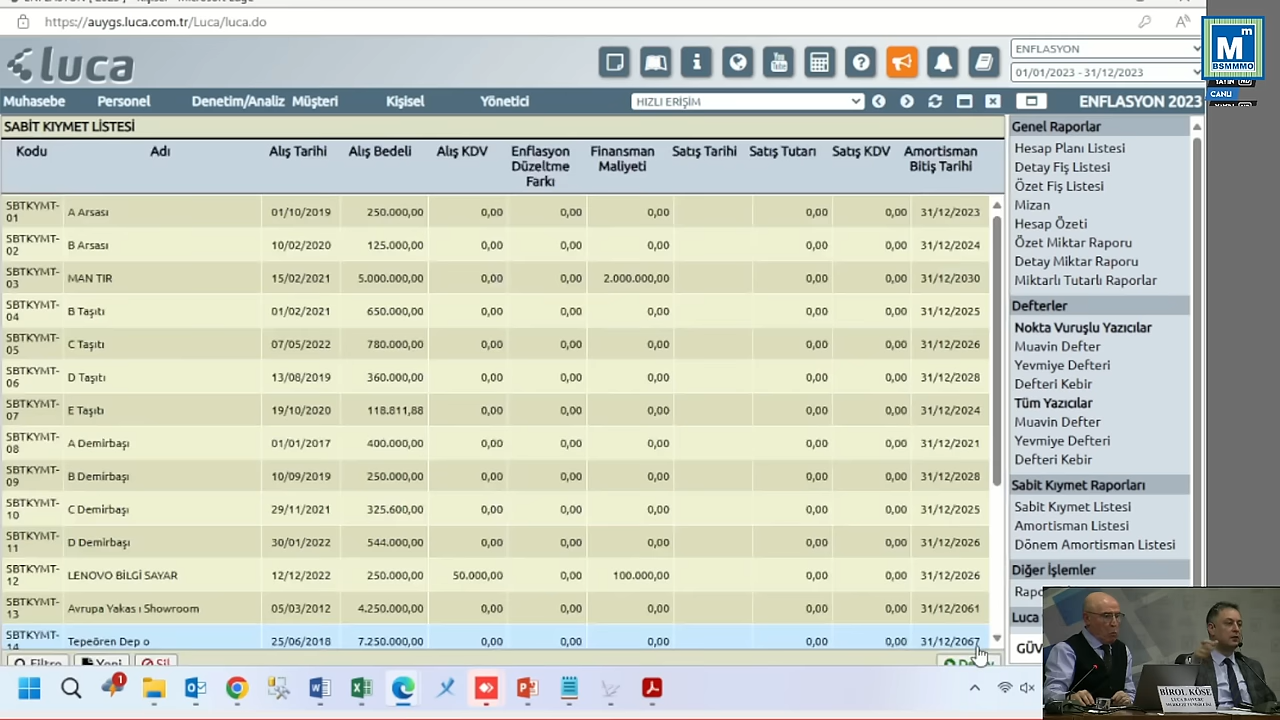 https://auygs.luca.com.tr/Luca/luca.do
M m
BSMMMO
CANLI
luca
ENFLASYON
01/01/2023 - 31/12/2023
Muhasebe Personel Denetim/Analiz Müşteri Kişisel Yönetici HIZLI ERİŞİM ENFLASYON 2023
SABİT KIYMET LİSTESİ
Kodu Adı Alış Tarihi Alış Bedeli Alış KDV Enflasyon Düzeltme Farkı Finansman Maliyeti Satış Tarihi Satış Tutarı Satış KDV Amortisman Bitiş Tarihi
SBTKYMT-01 A Arsası 01/10/2019 250.000,00 0,00 0,00 0,00 0,00 0,00 31/12/2023
SBTKYMT-02 B Arsası 10/02/2020 125.000,00 0,00 0,00 0,00 0,00 0,00 31/12/2024
SBTKYMT-03 MAN TIR 15/02/2021 5.000.000,00 0,00 0,00 2.000.000,00 0,00 0,00 31/12/2030
SBTKYMT-04 B Taşıtı 01/02/2021 650.000,00 0,00 0,00 0,00 0,00 0,00 31/12/2025
SBTKYMT-05 C Taşıtı 07/05/2022 780.000,00 0,00 0,00 0,00 0,00 0,00 31/12/2026
SBTKYMT-06 D Taşıtı 13/08/2019 360.000,00 0,00 0,00 0,00 0,00 0,00 31/12/2028
SBTKYMT-07 E Taşıtı 19/10/2020 118.811,88 0,00 0,00 0,00 0,00 0,00 31/12/2024
SBTKYMT-08 A Demirbaşı 01/01/2017 400.000,00 0,00 0,00 0,00 0,00 0,00 31/12/2021
SBTKYMT-09 B Demirbaşı 10/09/2019 250.000,00 0,00 0,00 0,00 0,00 0,00 31/12/2028
SBTKYMT-10 C Demirbaşı 29/11/2021 325.600,00 0,00 0,00 0,00 0,00 0,00 31/12/2025
SBTKYMT-11 D Demirbaşı 30/01/2022 544.000,00 0,00 0,00 0,00 0,00 0,00 31/12/2026
SBTKYMT-12 LENOVO BİLGİ SAYAR 12/12/2022 250.000,00 50.000,00 0,00 100.000,00 0,00 0,00 31/12/2026
SBTKYMT-13 Avrupa Yakas ı Showroom 05/03/2012 4.250.000,00 0,00 0,00 0,00 0,00 0,00 31/12/2061
SBTKYMT-14 Tepeören Dep o 25/06/2018 7.250.000,00 0,00 0,00 0,00 0,00 0,00 31/12/2067
Filtre Yeni Sil
Genel Raporlar
Hesap Planı Listesi
Detay Fiş Listesi
Özet Fiş Listesi
Mizan
Hesap Özeti
Özet Miktar Raporu
Detay Miktar Raporu
Miktarlı Tutarlı Raporlar
Defterler
Nokta Vuruşlu Yazıcılar
Muavin Defter
Yevmiye Defteri
Defteri Kebir
Tüm Yazıcılar
Muavin Defter
Yevmiye Defteri
Defteri Kebir
Sabit Kıymet Raporları
Sabit Kıymet Listesi
Amortisman Listesi
Dönem Amortisman Listesi
Diğer İşlemler
Luca
BİROL KÖSE